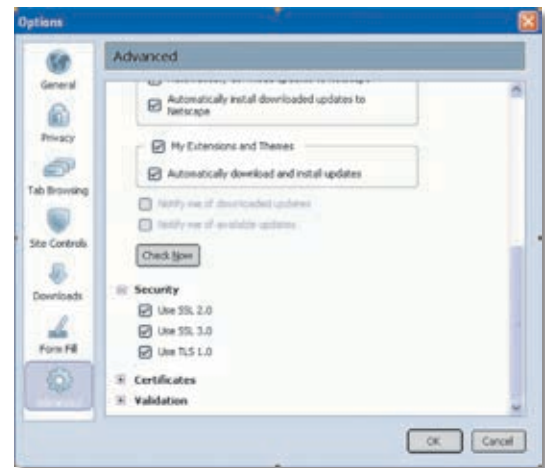 Options
Advanced
General
Privacy
Tab Browsing
Site Controls
Downloads
Form Fill
Automatically install downloaded updates to
Netscape
My Extensions and Themes
Automatically download and install updates
Notify me of downloaded updates
Notify me of available updates
Check Now
Security
Use SSL 2.0
Use SSL 3.0
Use TLS 1.0
Certificates
Validation
OK
Cancel